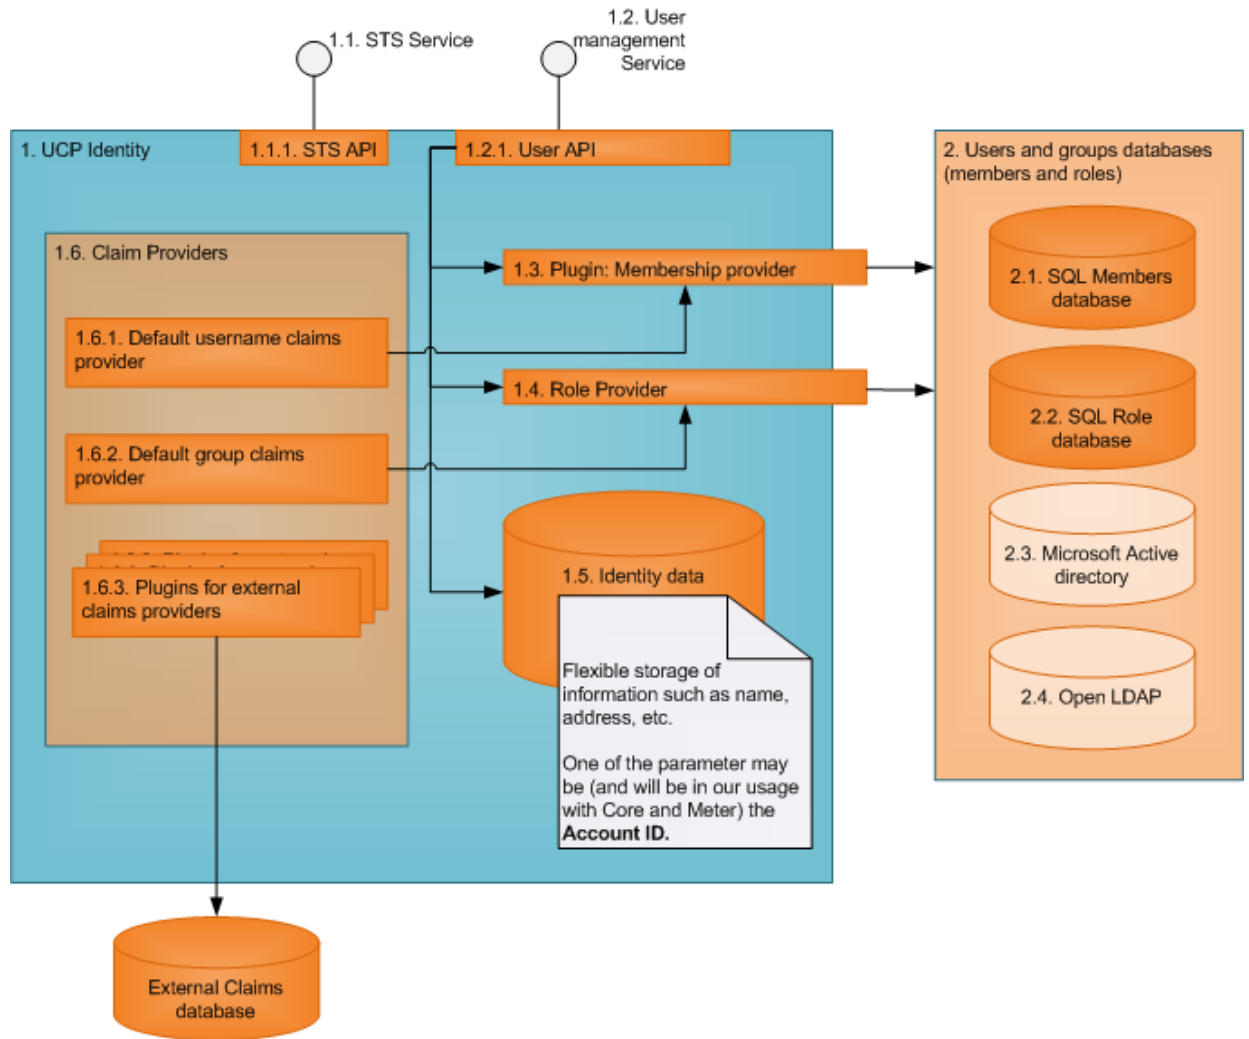 1.1. STS Service
1.2. User
management
Service
1. UCP Identity
1.1.1. STS API
1.2.1. User API
2. Users and groups databases
(members and roles)
1.6. Claim Providers
1.3. Plugin: Membership provider
2.1. SQL Members
database
1.6.1. Default username claims
provider
1.4. Role Provider
2.2. SQL Role
database
1.6.2. Default group claims
provider
2.3. Microsoft Active
directory
1.5. Identity data
1.6.3. Plugins for external
claims providers
Flexible storage of
information such as name,
address, etc.
One of the parameter may
be (and will be in our usage
with Core and Meter) the
Account ID.
2.4. Open LDAP
External Claims
database